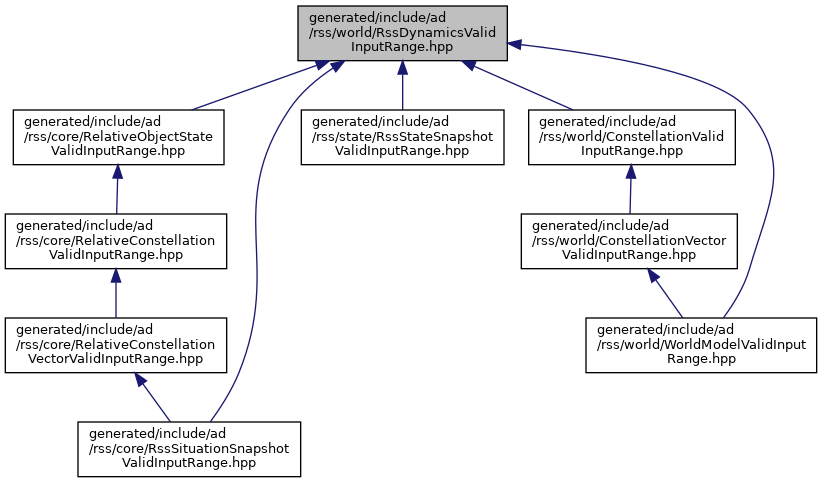 generated/include/ad
/rss/world/RssDynamicsValid
InputRange.hpp
generated/include/ad
/rss/core/RelativeObjectState
ValidInputRange.hpp
generated/include/ad
/rss/state/RssStateSnapshot
ValidInputRange.hpp
generated/include/ad
/rss/world/ConstellationValid
InputRange.hpp
generated/include/ad
/rss/core/RelativeConstellation
ValidInputRange.hpp
generated/include/ad
/rss/world/ConstellationVector
ValidInputRange.hpp
generated/include/ad
/rss/core/RelativeConstellation
VectorValidInputRange.hpp
generated/include/ad
/rss/world/WorldModelValidInput
Range.hpp
generated/include/ad
/rss/core/RssSituationSnapshot
ValidInputRange.hpp